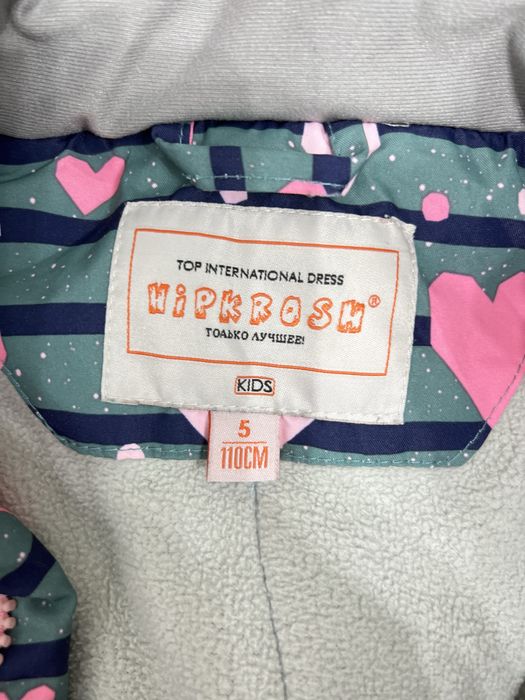 TOP INTERNATIONAL DRESS
HiPKROSH®
ТОЛЬКО ЛУЧШЕЕ!
KIDS
5
110CM